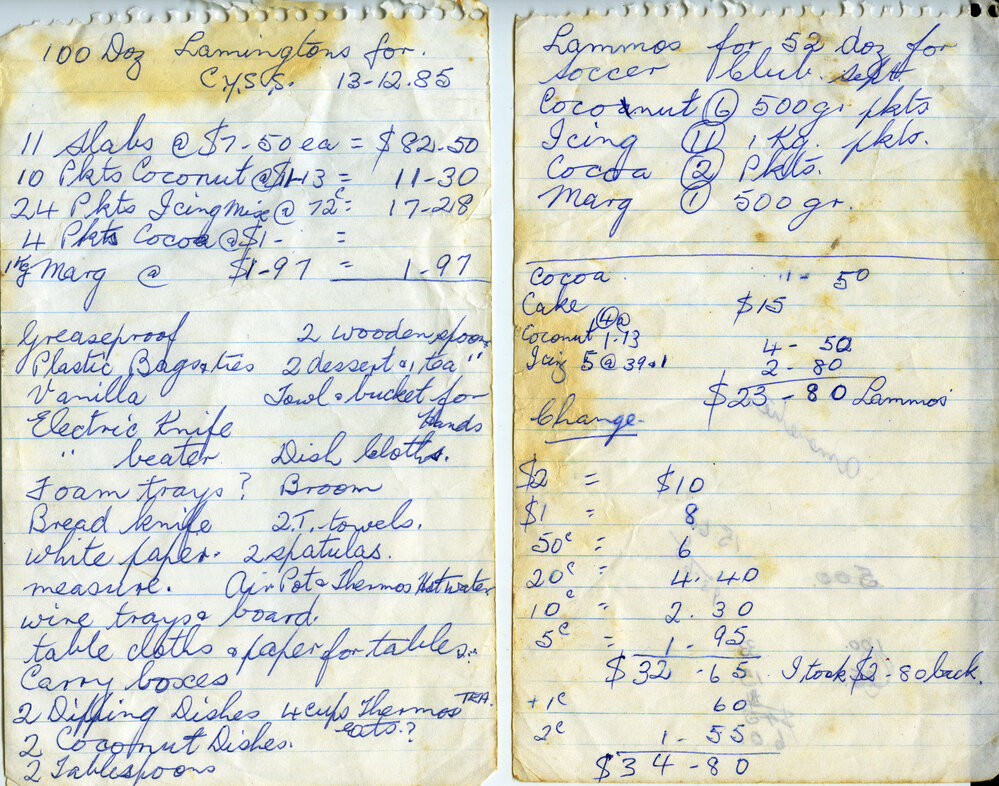 100 Doz Lamingtons for.
C.Y.S.S. 13-12.85
11 Slabs @ $7-50 ea = $82-50
10 Pkts Coconut @ $1-13 = 11-30
24 Pkts Icing Mix @ 72c = 17-28
4 Pkts Cocoa @ $1- =
1Kg Marg @ $1-97 = 1-97
Greaseproof 2 wooden spoons
Plastic Bags & ties 2 dessert & 1 tea "
Vanilla Towl & bucket for
Electric Knife Hands
" beater Dish Cloths.
Foam trays? Broom
Bread knife 2.T. towels.
white paper. 2 spatulas.
measure. Air Pot & Thermos Hot water
wire trays & board.
table cloths & paper for tables.
Carry boxes
2 Dipping Dishes 4 cups Thermos TEA.
2 Coconut Dishes. eats.?
2 Tablespoons
Lammos for 52 doz for
Soccer Club. Sept.
Coconut 6 500gr pkts
Icing 11 1 Kg. pkts.
Cocoa 2 Pkts.
Marg 1 500 gr.
Cocoa. " - 50
Cake $15
Coconut 4 @ 1-13 4 - 52
Icing 5 @ 2 - 80
$23 - 80 Lammos
Change.
$2 = $10
$1 = 8
50c = 6
20c = 4.40
10c = 2.30
5c = 1-95
$32-65 I took $2-80 back.
+1c 60
2c 1-55
$34-80